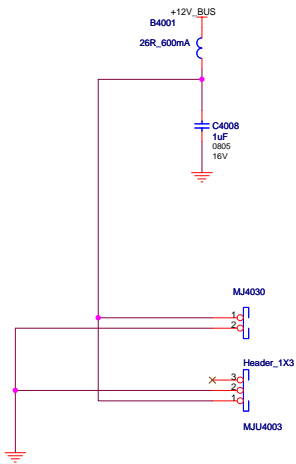 +12V_BUS
B4001
26R_600mA
C4008
1uF
0805
16V
MJ4030
1
2
Header_1X3
3
2
1
MJU4003